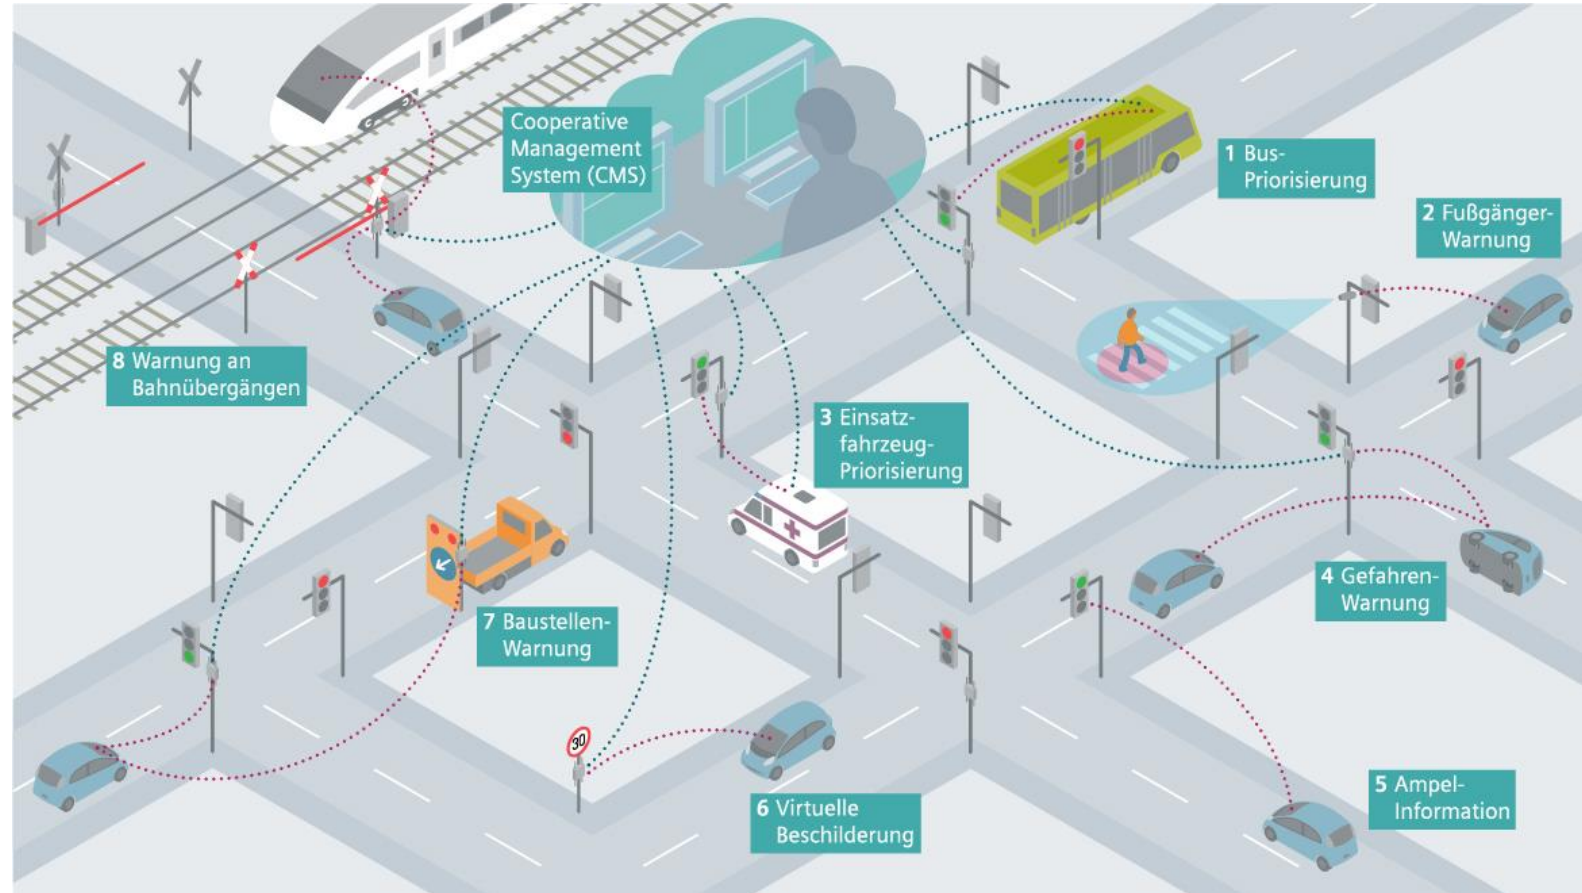 Cooperative
Management
System (CMS)
1 Bus-
Priorisierung
2 Fußgänger-
Warnung
8 Warnung an
Bahnübergängen
3 Einsatz-
fahrzeug-
Priorisierung
4 Gefahren-
Warnung
7 Baustellen-
Warnung
30
6 Virtuelle
Beschilderung
5 Ampel-
Information